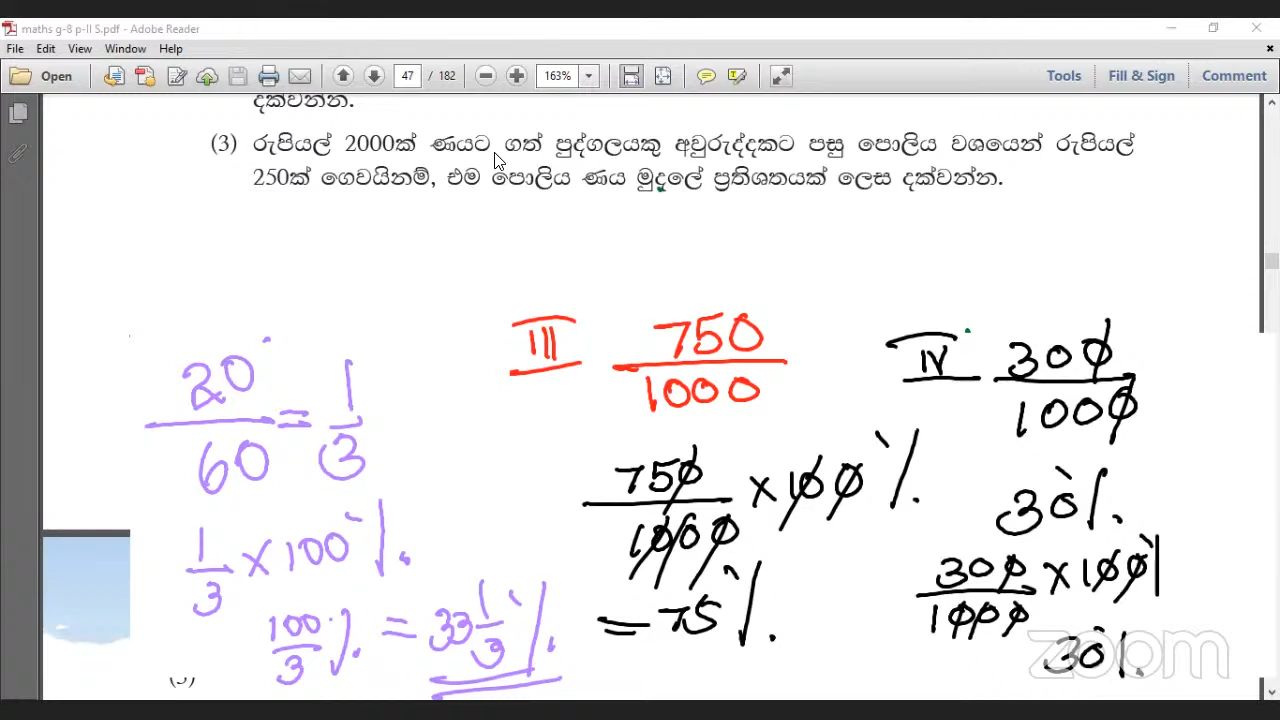 maths g-8 p-II S.pdf - Adobe Reader
File Edit View Window Help
Open 47 / 182 163% Tools Fill & Sign Comment
දක්වන්න.
(3) රුපියල් 2000ක් ණයට ගත් පුද්ගලයකු අවුරුද්දකට පසු පොලිය වශයෙන් රුපියල්
250ක් ගෙවයිනම්, එම පොලිය ණය මුදලේ ප්‍රතිශතයක් ලෙස දක්වන්න.
20/60 = 1/3
1/3 × 100 %
100/3 % = 33 1/3 %
III 750/1000
750/1000 × 100 %
= 75 %
IV 300/1000
30 %
300/1000 × 100 %
30 %
zoom